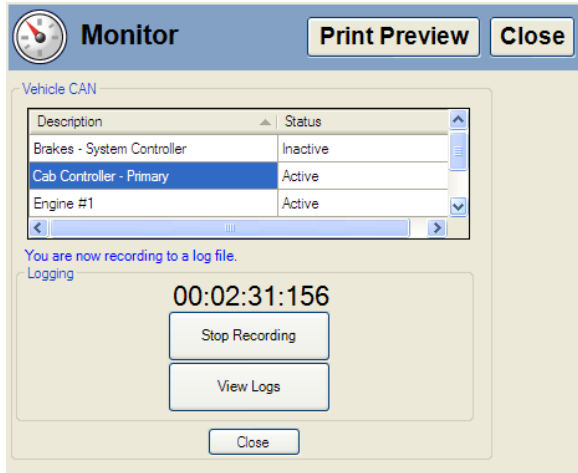 Monitor
Print Preview
Close
Vehicle CAN
Description Status
Brakes - System Controller Inactive
Cab Controller - Primary Active
Engine #1 Active
You are now recording to a log file.
Logging
00:02:31:156
Stop Recording
View Logs
Close